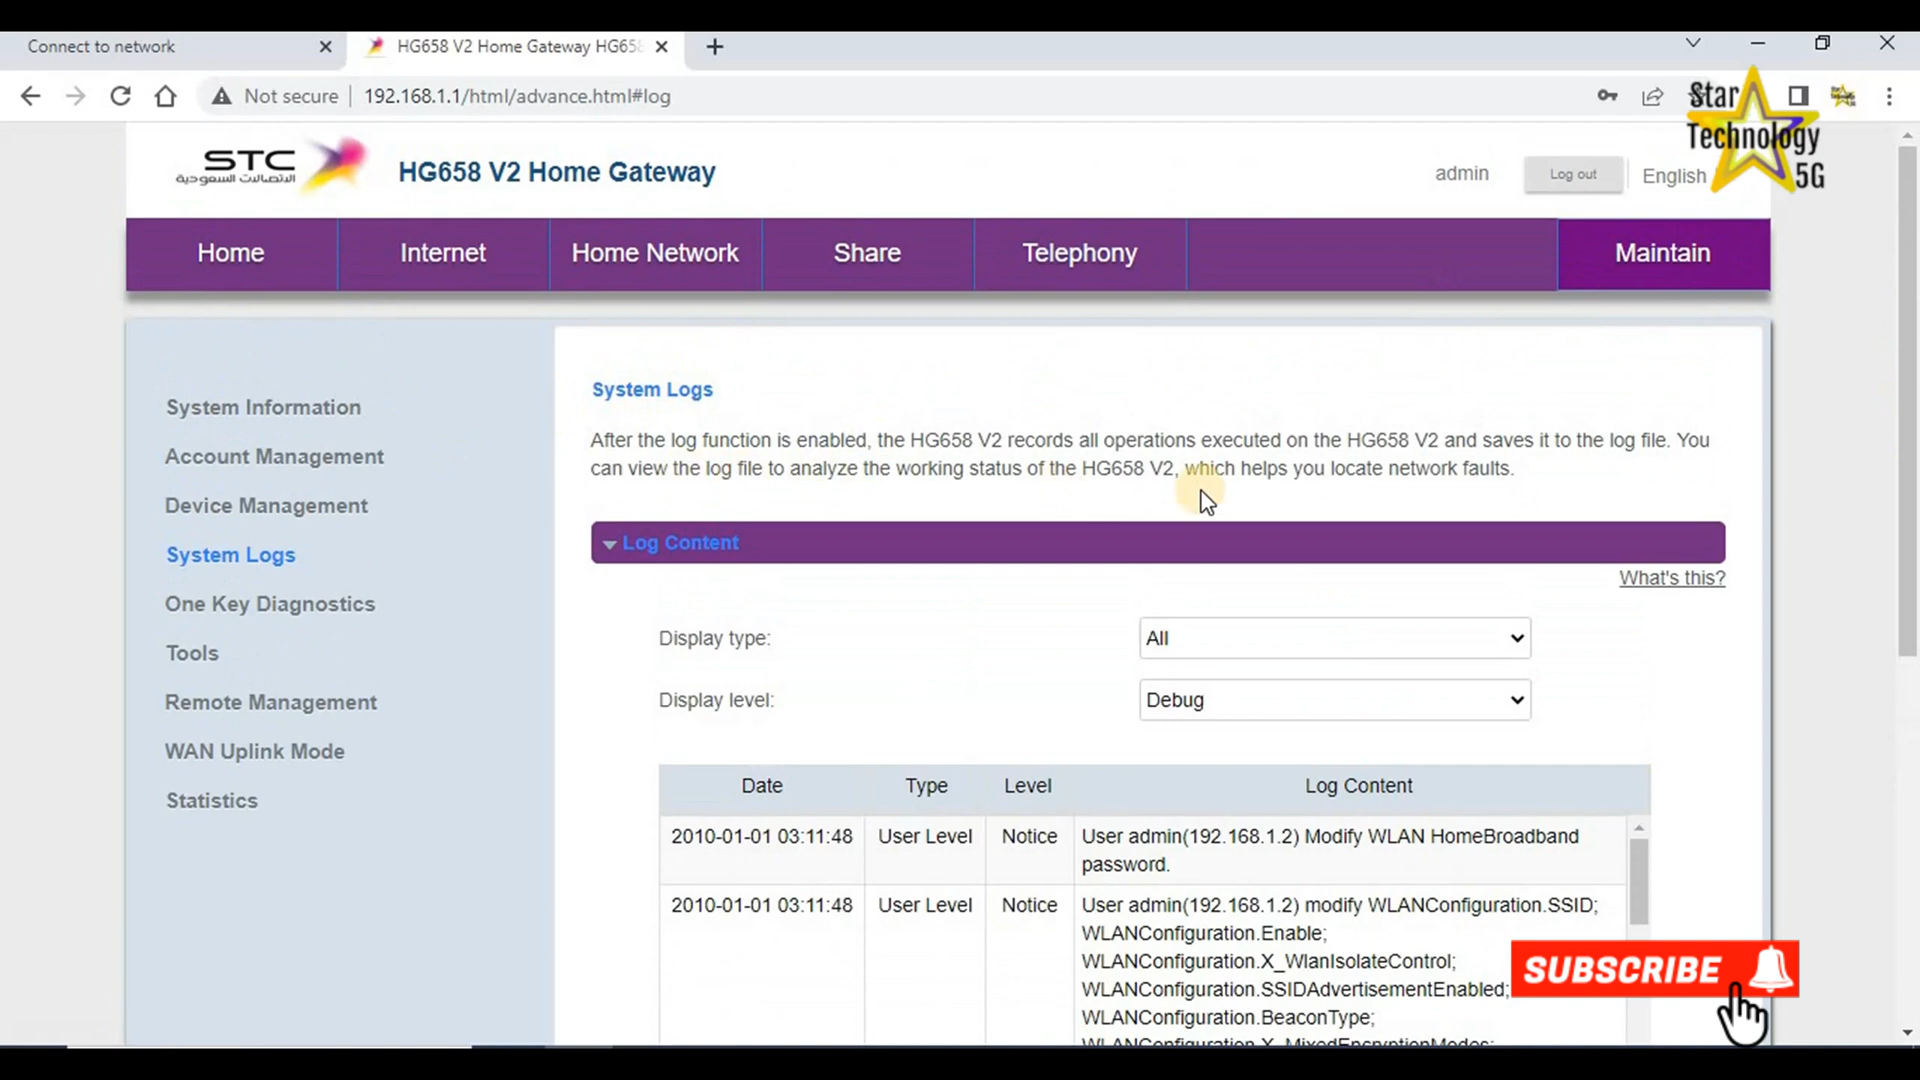 Connect to network
HG658 V2 Home Gateway HG658
Not secure
192.168.1.1/html/advance.html#log
Star
Technology
5G
STC
الاتصالات السعودية
HG658 V2 Home Gateway
admin
Log out
English
Home
Internet
Home Network
Share
Telephony
Maintain
System Information
Account Management
Device Management
System Logs
One Key Diagnostics
Tools
Remote Management
WAN Uplink Mode
Statistics
System Logs
After the log function is enabled, the HG658 V2 records all operations executed on the HG658 V2 and saves it to the log file. You
can view the log file to analyze the working status of the HG658 V2, which helps you locate network faults.
Log Content
What's this?
Display type:
All
Display level:
Debug
Date Type Level Log Content
2010-01-01 03:11:48 User Level Notice User admin(192.168.1.2) Modify WLAN HomeBroadband
password.
2010-01-01 03:11:48 User Level Notice User admin(192.168.1.2) modify WLANConfiguration.SSID;
WLANConfiguration.Enable;
WLANConfiguration.X_WlanIsolateControl;
WLANConfiguration.SSIDAdvertisementEnabled;
WLANConfiguration.BeaconType;
WLANConfiguration.X_MixedEncryptionModes;
SUBSCRIBE